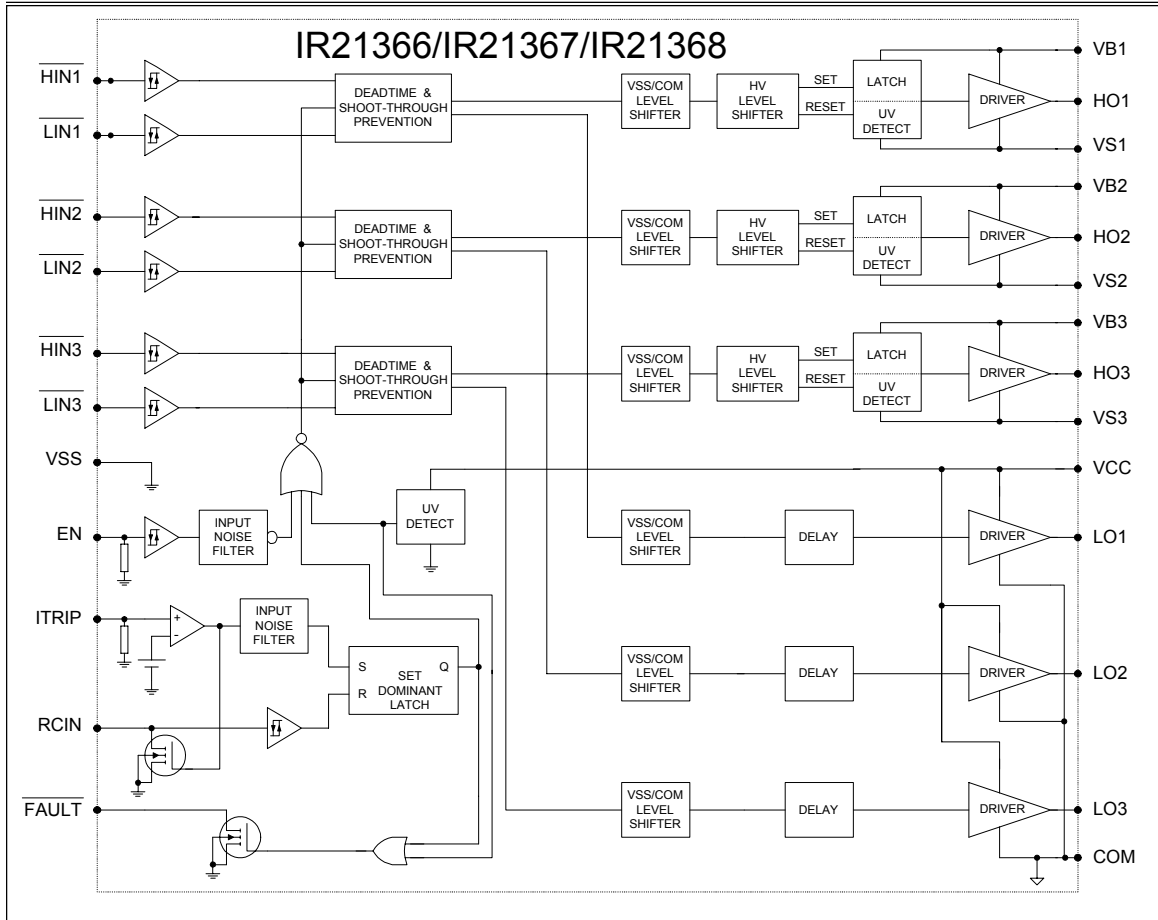 IR21366/IR21367/IR21368
HIN1
LIN1
DEADTIME &
SHOOT-THROUGH
PREVENTION
VSS/COM
LEVEL
SHIFTER
HV
LEVEL
SHIFTER
SET
RESET
LATCH
UV
DETECT
DRIVER
VB1
HO1
VS1
HIN2
LIN2
DEADTIME &
SHOOT-THROUGH
PREVENTION
VSS/COM
LEVEL
SHIFTER
HV
LEVEL
SHIFTER
SET
RESET
LATCH
UV
DETECT
DRIVER
VB2
HO2
VS2
HIN3
LIN3
DEADTIME &
SHOOT-THROUGH
PREVENTION
VSS/COM
LEVEL
SHIFTER
HV
LEVEL
SHIFTER
SET
RESET
LATCH
UV
DETECT
DRIVER
VB3
HO3
VS3
VSS
VCC
EN
INPUT
NOISE
FILTER
UV
DETECT
VSS/COM
LEVEL
SHIFTER
DELAY
DRIVER
LO1
ITRIP
+
-
INPUT
NOISE
FILTER
S
R
Q
SET
DOMINANT
LATCH
VSS/COM
LEVEL
SHIFTER
DELAY
DRIVER
LO2
RCIN
FAULT
VSS/COM
LEVEL
SHIFTER
DELAY
DRIVER
LO3
COM